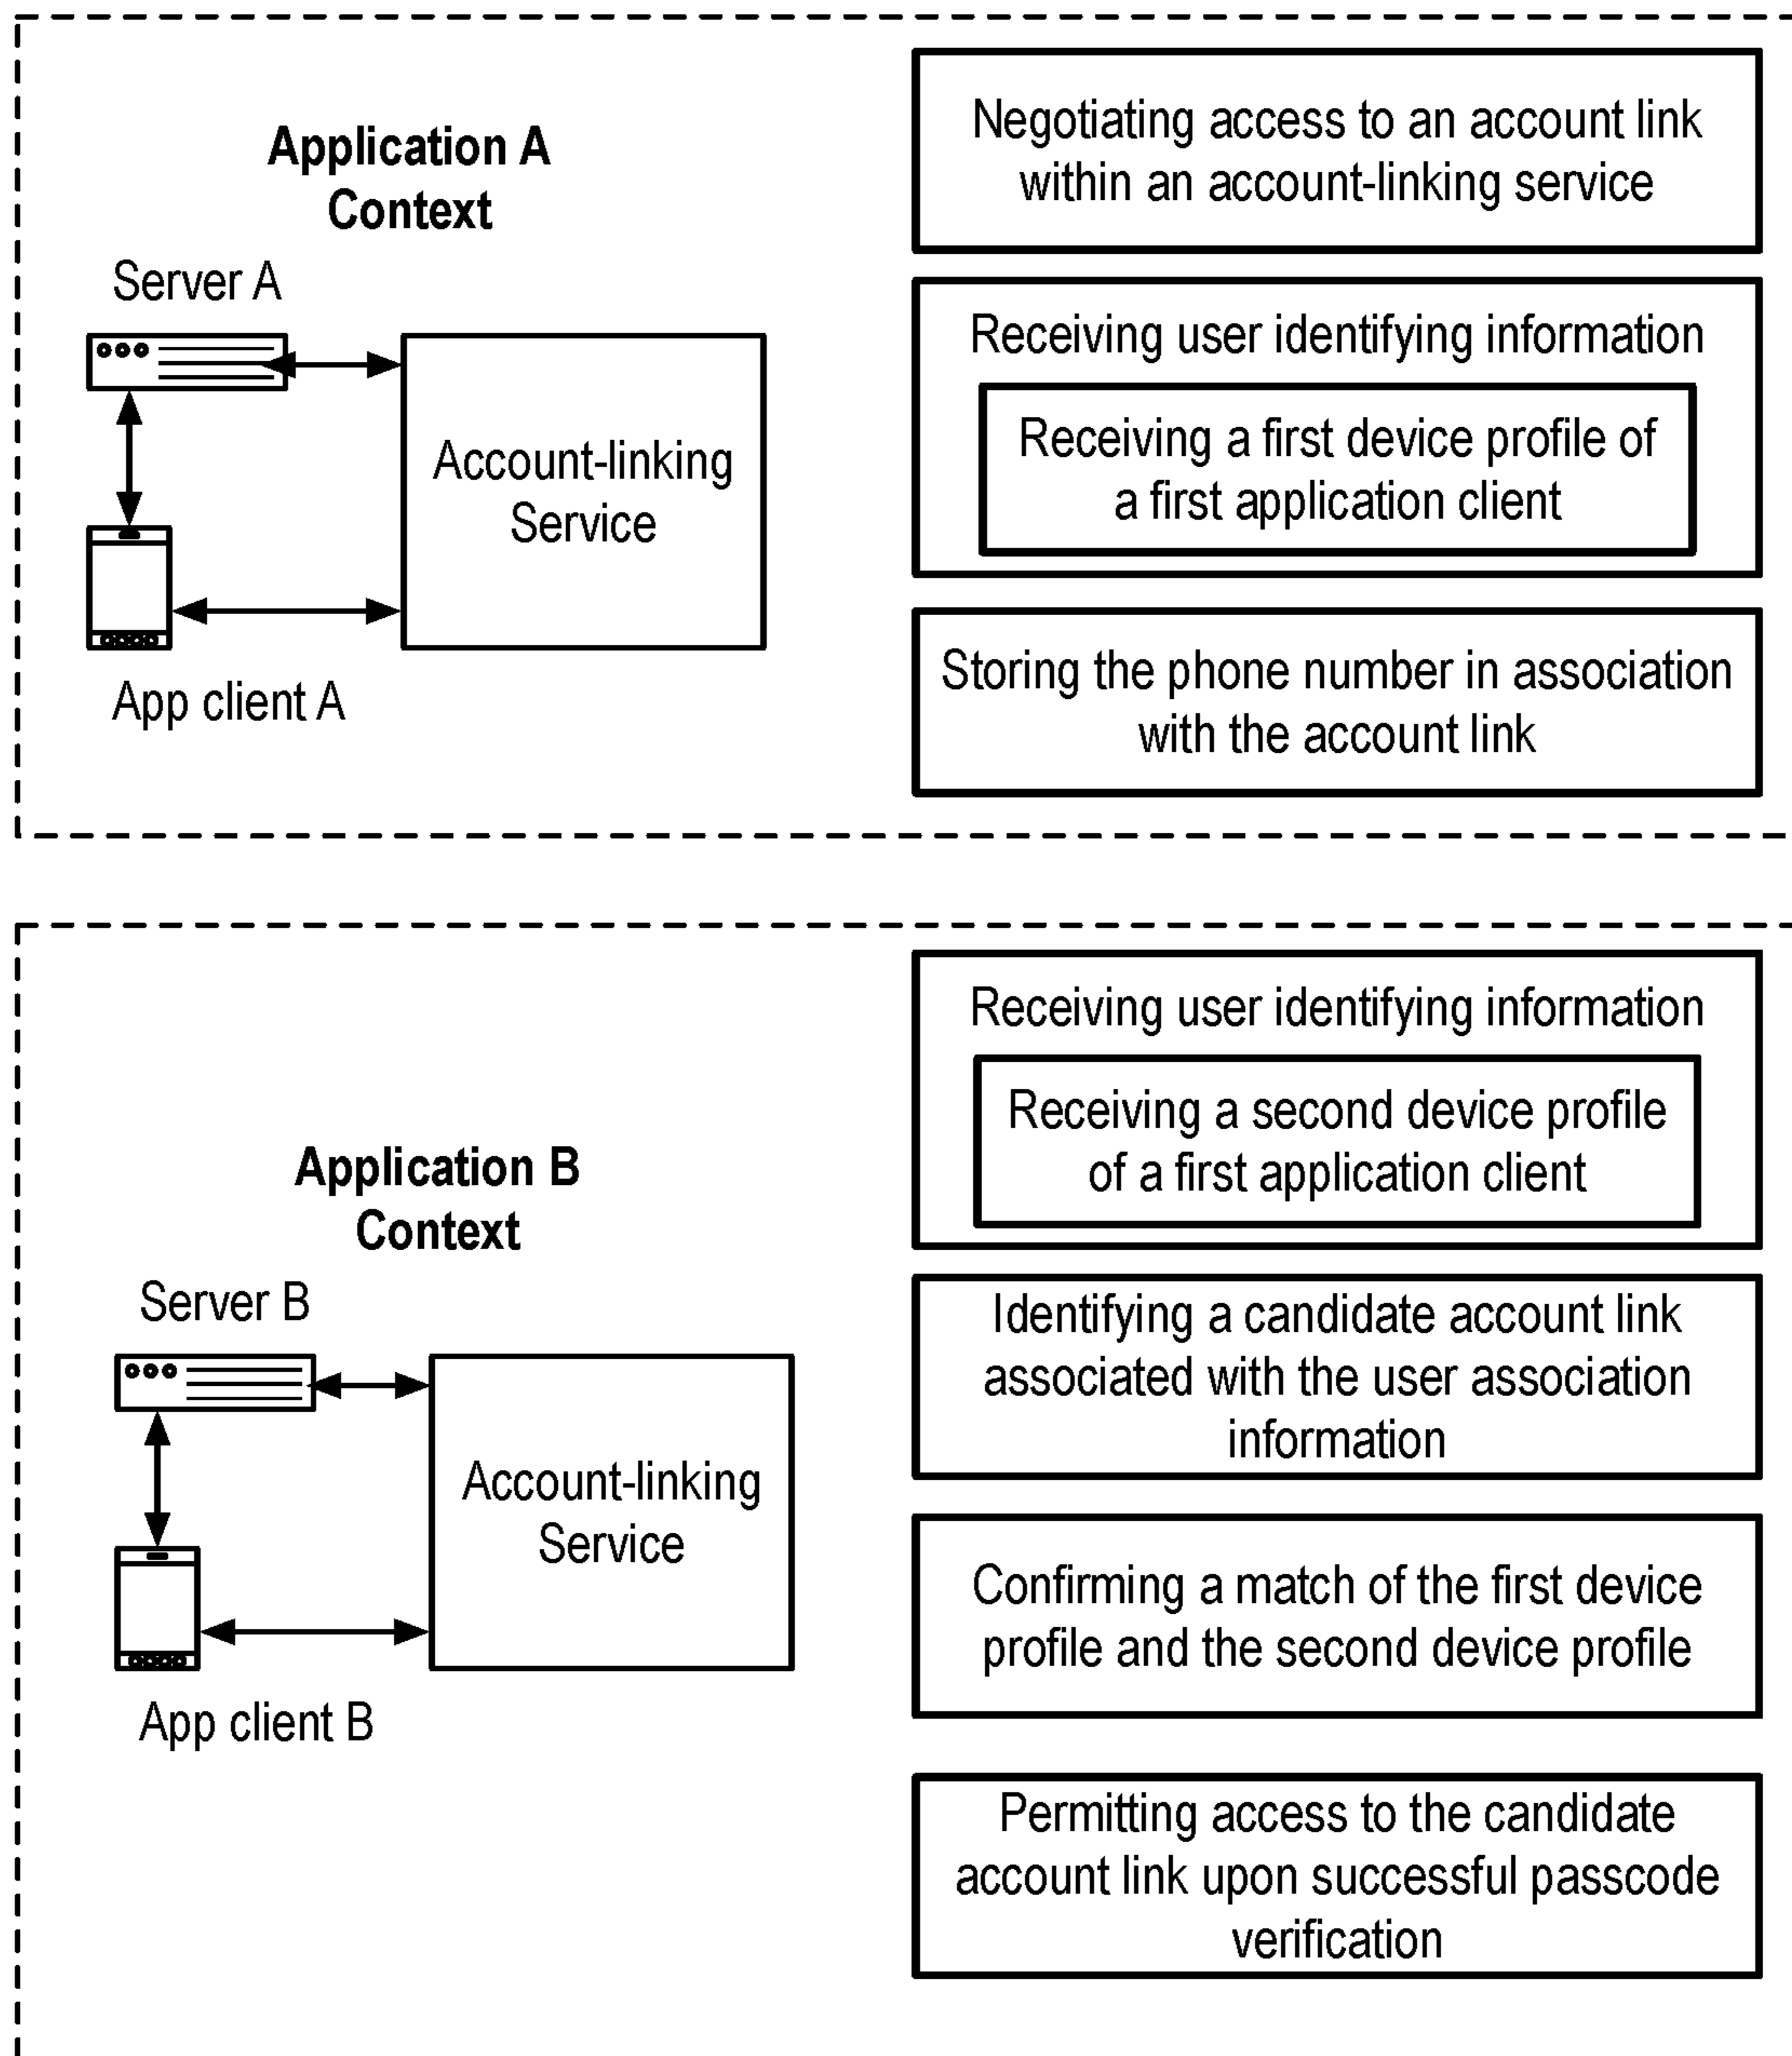 Application A
Context
Server A
Account-linking
Service
App client A
Negotiating access to an account link
within an account-linking service
Receiving user identifying information
Receiving a first device profile of
a first application client
Storing the phone number in association
with the account link
Application B
Context
Server B
Account-linking
Service
App client B
Receiving user identifying information
Receiving a second device profile
of a first application client
Identifying a candidate account link
associated with the user association
information
Confirming a match of the first device
profile and the second device profile
Permitting access to the candidate
account link upon successful passcode
verification